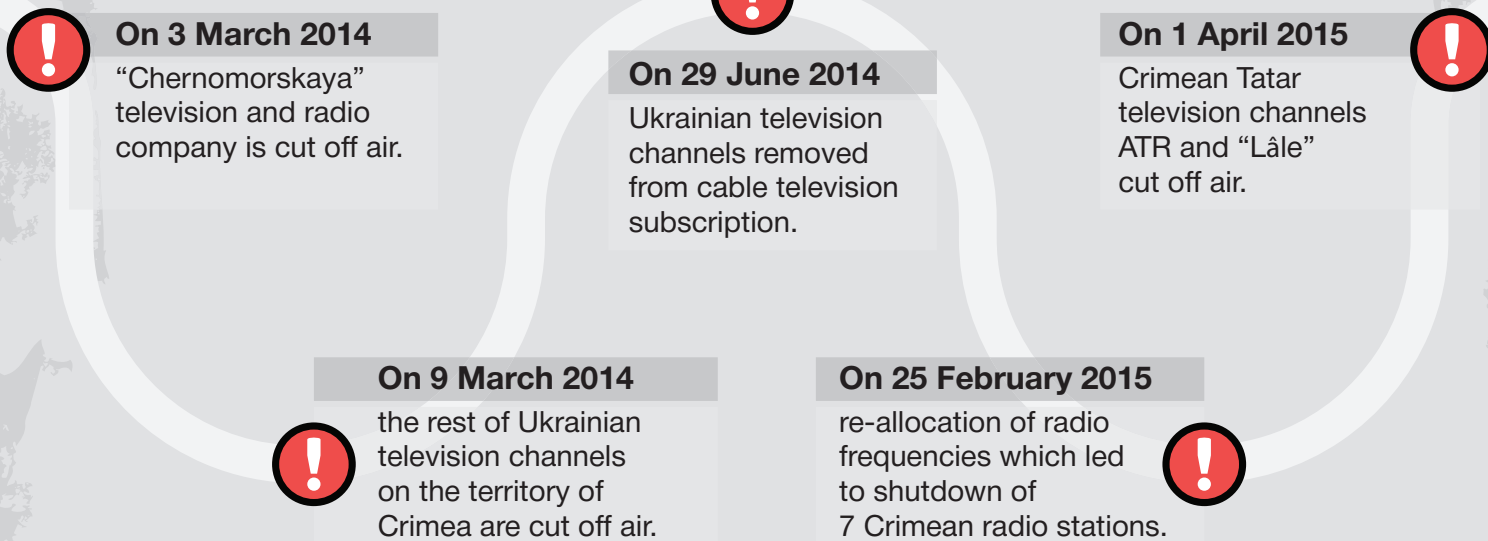 On 3 March 2014
“Chernomorskaya”
television and radio
company is cut off air.
On 9 March 2014
the rest of Ukrainian
television channels
on the territory of
Crimea are cut off air.
On 29 June 2014
Ukrainian television
channels removed
from cable television
subscription.
On 25 February 2015
re-allocation of radio
frequencies which led
to shutdown of
7 Crimean radio stations.
On 1 April 2015
Crimean Tatar
television channels
ATR and “Lâle”
cut off air.